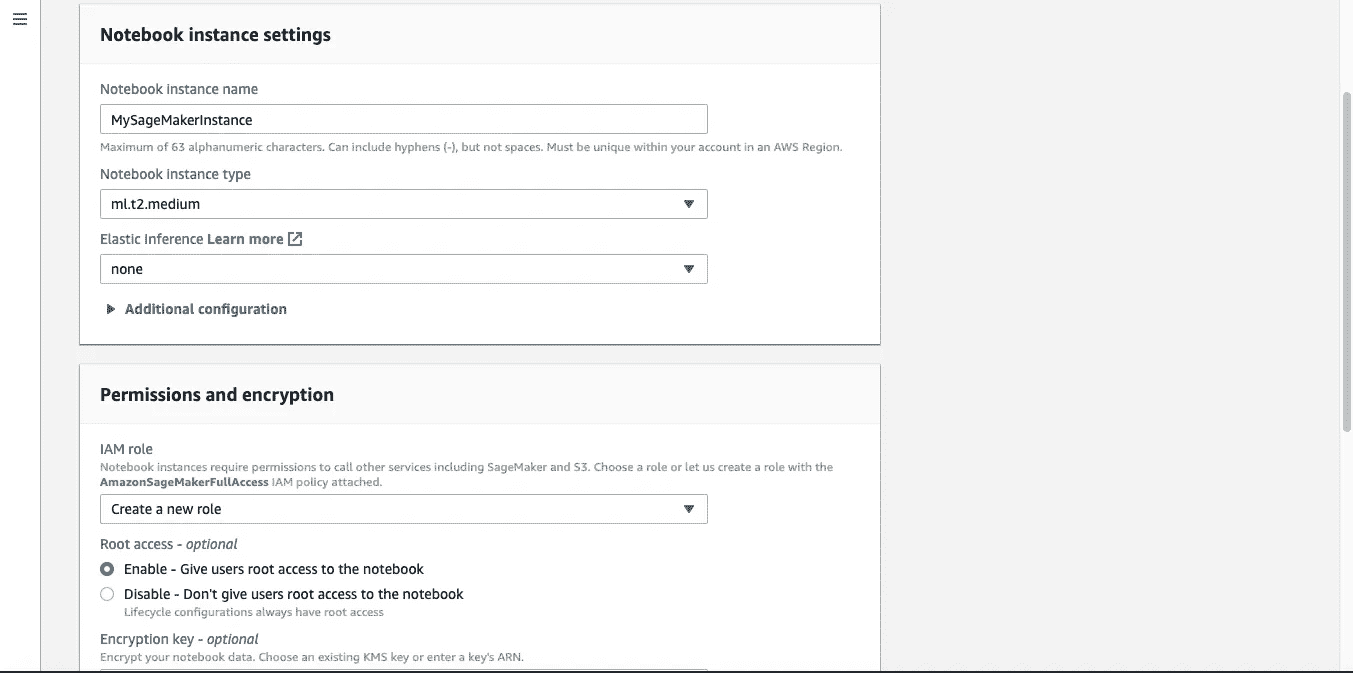 Notebook instance settings
Notebook instance name
MySageMakerInstance
Maximum of 63 alphanumeric characters. Can include hyphens (-), but not spaces. Must be unique within your account in an AWS Region.
Notebook instance type
ml.t2.medium
Elastic Inference Learn more
none
Additional configuration
Permissions and encryption
IAM role
Notebook instances require permissions to call other services including SageMaker and S3. Choose a role or let us create a role with the
AmazonSageMakerFullAccess IAM policy attached.
Create a new role
Root access - optional
Enable - Give users root access to the notebook
Disable - Don't give users root access to the notebook
Lifecycle configurations always have root access
Encryption key - optional
Encrypt your notebook data. Choose an existing KMS key or enter a key's ARN.